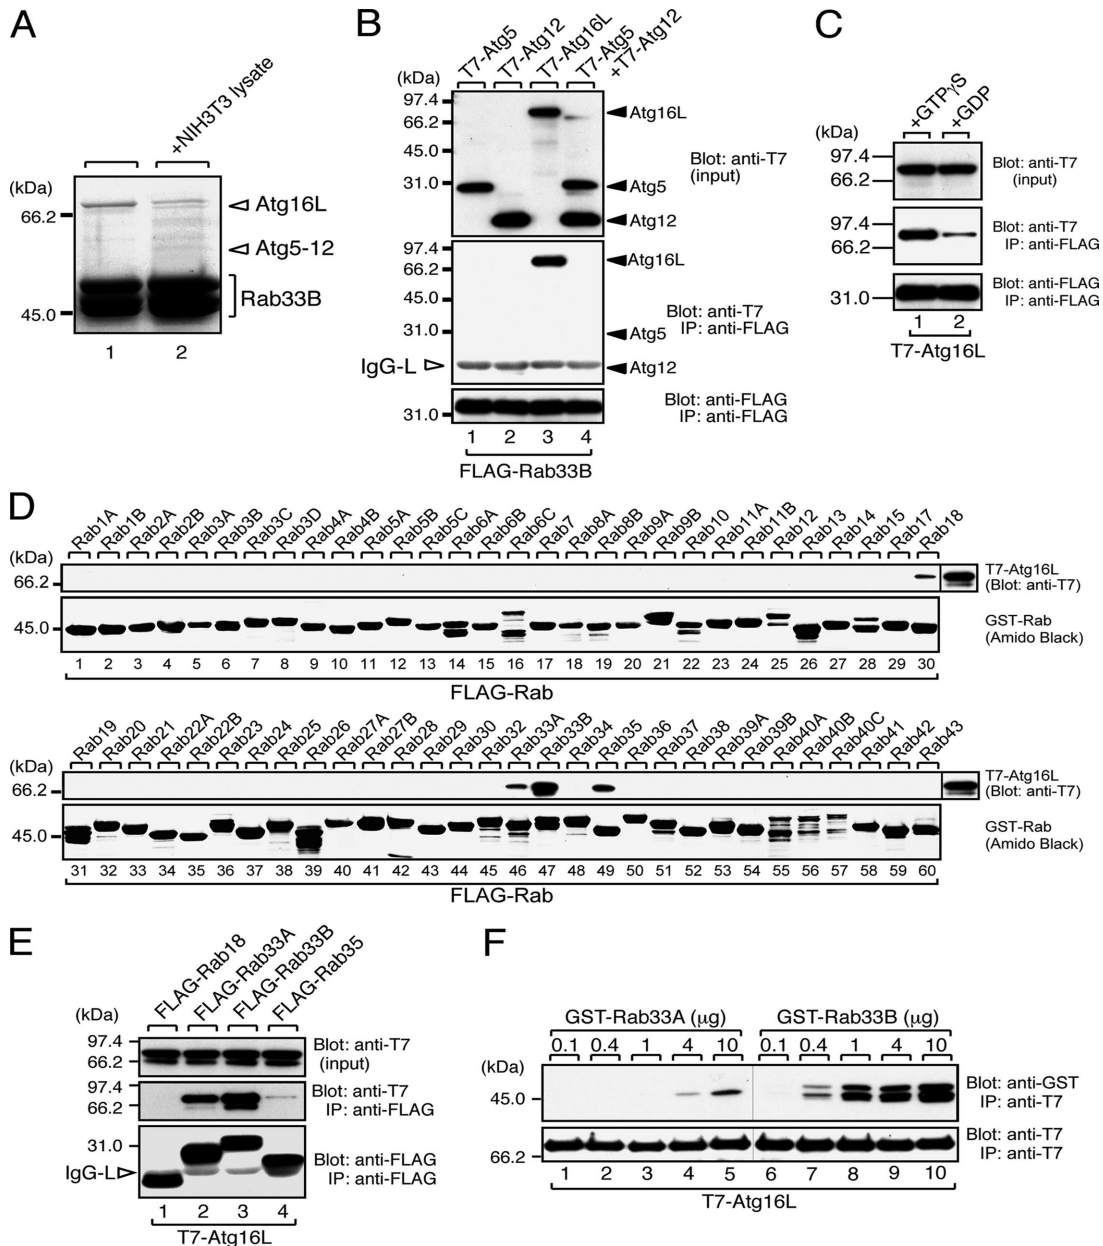 A
+NIH3T3 lysate
(kDa)
66.2
45.0
Atg16L
Atg5-12
Rab33B
1 2
B
T7-Atg5
T7-Atg12
T7-Atg16L
T7-Atg5
+T7-Atg12
(kDa)
97.4
66.2
45.0
31.0
Atg16L
Atg5
Atg12
Blot: anti-T7
(input)
97.4
66.2
45.0
31.0
IgG-L
Atg16L
Atg5
Atg12
Blot: anti-T7
IP: anti-FLAG
31.0
Blot: anti-FLAG
IP: anti-FLAG
1 2 3 4
FLAG-Rab33B
C
+GTPγS
+GDP
(kDa)
97.4
66.2
Blot: anti-T7
(input)
97.4
66.2
Blot: anti-T7
IP: anti-FLAG
31.0
Blot: anti-FLAG
IP: anti-FLAG
1 2
T7-Atg16L
D
Rab1A Rab1B Rab2A Rab2B Rab3A Rab3B Rab3C Rab3D Rab4A Rab4B Rab5A Rab5B Rab5C Rab6A Rab6B Rab6C Rab7 Rab8A Rab8B Rab9A Rab9B Rab10 Rab11A Rab11B Rab12 Rab13 Rab14 Rab15 Rab17 Rab18
(kDa)
66.2
T7-Atg16L
(Blot: anti-T7)
45.0
GST-Rab
(Amido Black)
1 2 3 4 5 6 7 8 9 10 11 12 13 14 15 16 17 18 19 20 21 22 23 24 25 26 27 28 29 30
FLAG-Rab
Rab19 Rab20 Rab21 Rab22A Rab22B Rab23 Rab24 Rab25 Rab26 Rab27A Rab27B Rab28 Rab29 Rab30 Rab32 Rab33A Rab33B Rab34 Rab35 Rab36 Rab37 Rab38 Rab39A Rab39B Rab40A Rab40B Rab40C Rab41 Rab42 Rab43
(kDa)
66.2
T7-Atg16L
(Blot: anti-T7)
45.0
GST-Rab
(Amido Black)
31 32 33 34 35 36 37 38 39 40 41 42 43 44 45 46 47 48 49 50 51 52 53 54 55 56 57 58 59 60
FLAG-Rab
E
FLAG-Rab18
FLAG-Rab33A
FLAG-Rab33B
FLAG-Rab35
(kDa)
97.4
66.2
Blot: anti-T7
(input)
97.4
66.2
Blot: anti-T7
IP: anti-FLAG
31.0
IgG-L
Blot: anti-FLAG
IP: anti-FLAG
1 2 3 4
T7-Atg16L
F
GST-Rab33A (µg) GST-Rab33B (µg)
0.1 0.4 1 4 10 0.1 0.4 1 4 10
(kDa)
45.0
Blot: anti-GST
IP: anti-T7
66.2
Blot: anti-T7
IP: anti-T7
1 2 3 4 5 6 7 8 9 10
T7-Atg16L